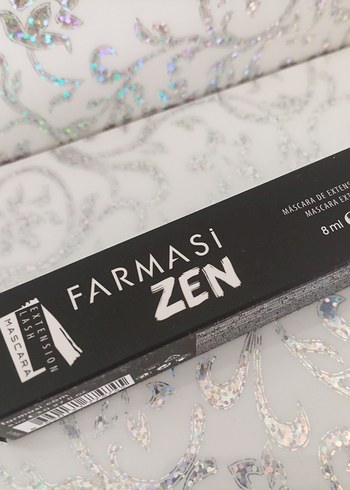 FARMASİ
ZEN
EXTENSION
LASH
MASCARA
MÁSCARA DE EXTENS
MASCARA EXT
8 ml